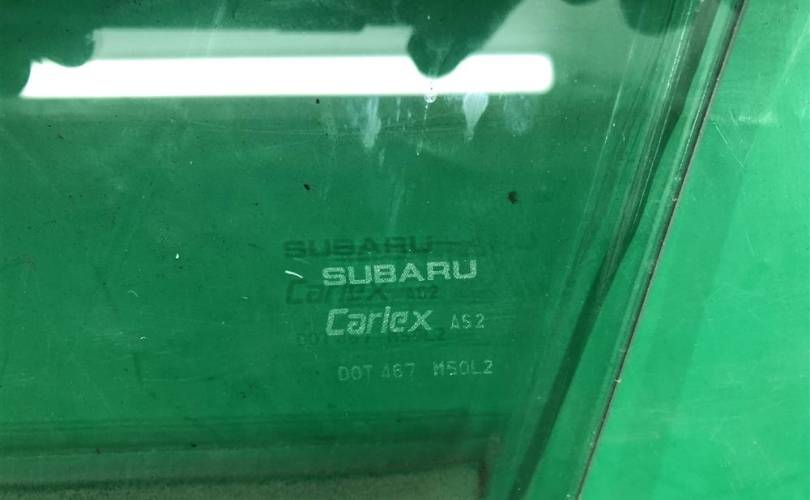 SUBARU
Carlex AS2
DOT 467 M50L2